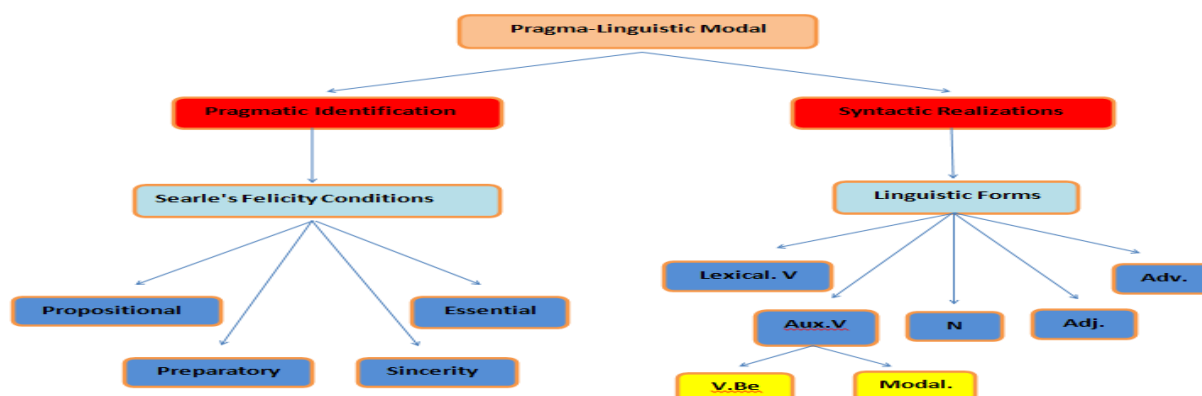 Pragma-Linguistic Modal
Pragmatic Identification
Syntactic Realizations
Searle's Felicity Conditions
Linguistic Forms
Lexical. V
Adv.
Propositional
Essential
Aux.V
N
Adj.
Preparatory
Sincerity
V.Be
Modal.